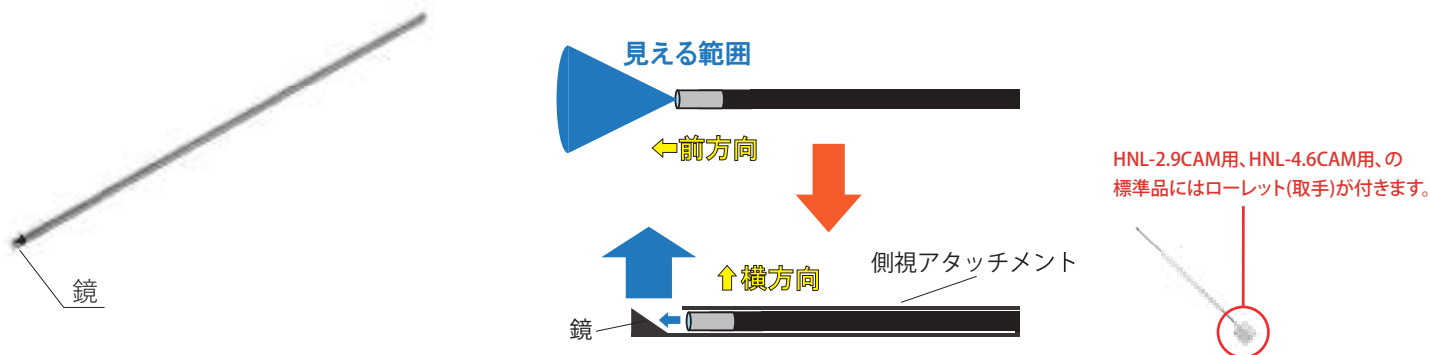 鏡
見える範囲
⇦前方向
⇧横方向
側視アタッチメント
鏡
HNL-2.9CAM用、HNL-4.6CAM用、の
標準品にはローレット(取手)が付きます。